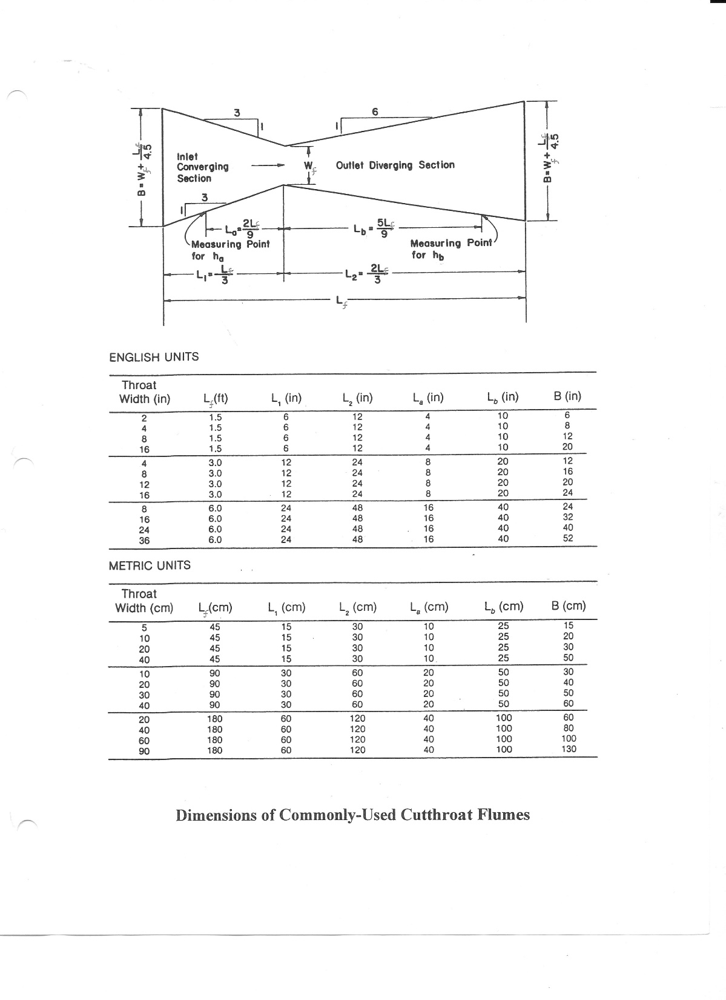 3
1
6
1
B = W_f + L_f/4.5
Inlet
Converging
Section
W_f
Outlet Diverging Section
B = W_f + L_f/4.5
3
1
L_a = 2L_f/9
L_b = 5L_f/9
Measuring Point
for h_a
Measuring Point
for h_b
L_1 = L_f/3
L_2 = 2L_f/3
L_f
ENGLISH UNITS
Throat
Width (in) L_f(ft) L_1 (in) L_2 (in) L_a (in) L_b (in) B (in)
2 1.5 6 12 4 10 6
4 1.5 6 12 4 10 8
8 1.5 6 12 4 10 12
16 1.5 6 12 4 10 20
4 3.0 12 24 8 20 12
8 3.0 12 24 8 20 16
12 3.0 12 24 8 20 20
16 3.0 12 24 8 20 24
8 6.0 24 48 16 40 24
16 6.0 24 48 16 40 32
24 6.0 24 48 16 40 40
36 6.0 24 48 16 40 52
METRIC UNITS
Throat
Width (cm) L_f(cm) L_1 (cm) L_2 (cm) L_a (cm) L_b (cm) B (cm)
5 45 15 30 10 25 15
10 45 15 30 10 25 20
20 45 15 30 10 25 30
40 45 15 30 10 25 50
10 90 30 60 20 50 30
20 90 30 60 20 50 40
30 90 30 60 20 50 50
40 90 30 60 20 50 60
20 180 60 120 40 100 60
40 180 60 120 40 100 80
60 180 60 120 40 100 100
90 180 60 120 40 100 130
Dimensions of Commonly-Used Cutthroat Flumes